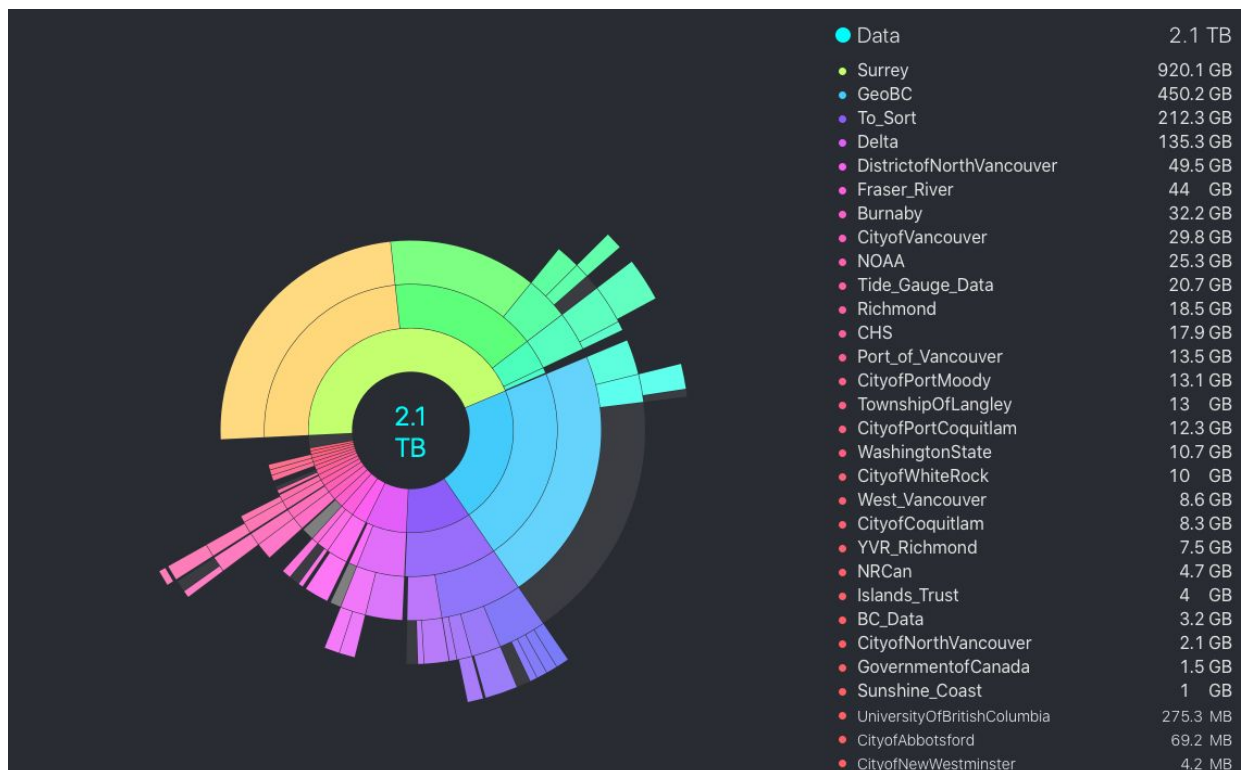 Data 2.1 TB
Surrey 920.1 GB
GeoBC 450.2 GB
To_Sort 212.3 GB
Delta 135.3 GB
DistrictofNorthVancouver 49.5 GB
Fraser_River 44 GB
Burnaby 32.2 GB
CityofVancouver 29.8 GB
NOAA 25.3 GB
Tide_Gauge_Data 20.7 GB
Richmond 18.5 GB
CHS 17.9 GB
Port_of_Vancouver 13.5 GB
CityofPortMoody 13.1 GB
TownshipOfLangley 13 GB
CityofPortCoquitlam 12.3 GB
WashingtonState 10.7 GB
CityofWhiteRock 10 GB
West_Vancouver 8.6 GB
CityofCoquitlam 8.3 GB
YVR_Richmond 7.5 GB
NRCan 4.7 GB
Islands_Trust 4 GB
BC_Data 3.2 GB
CityofNorthVancouver 2.1 GB
GovernmentofCanada 1.5 GB
Sunshine_Coast 1 GB
UniversityOfBritishColumbia 275.3 MB
CityofAbbotsford 69.2 MB
CityofNewWestminster 4.2 MB
2.1
TB